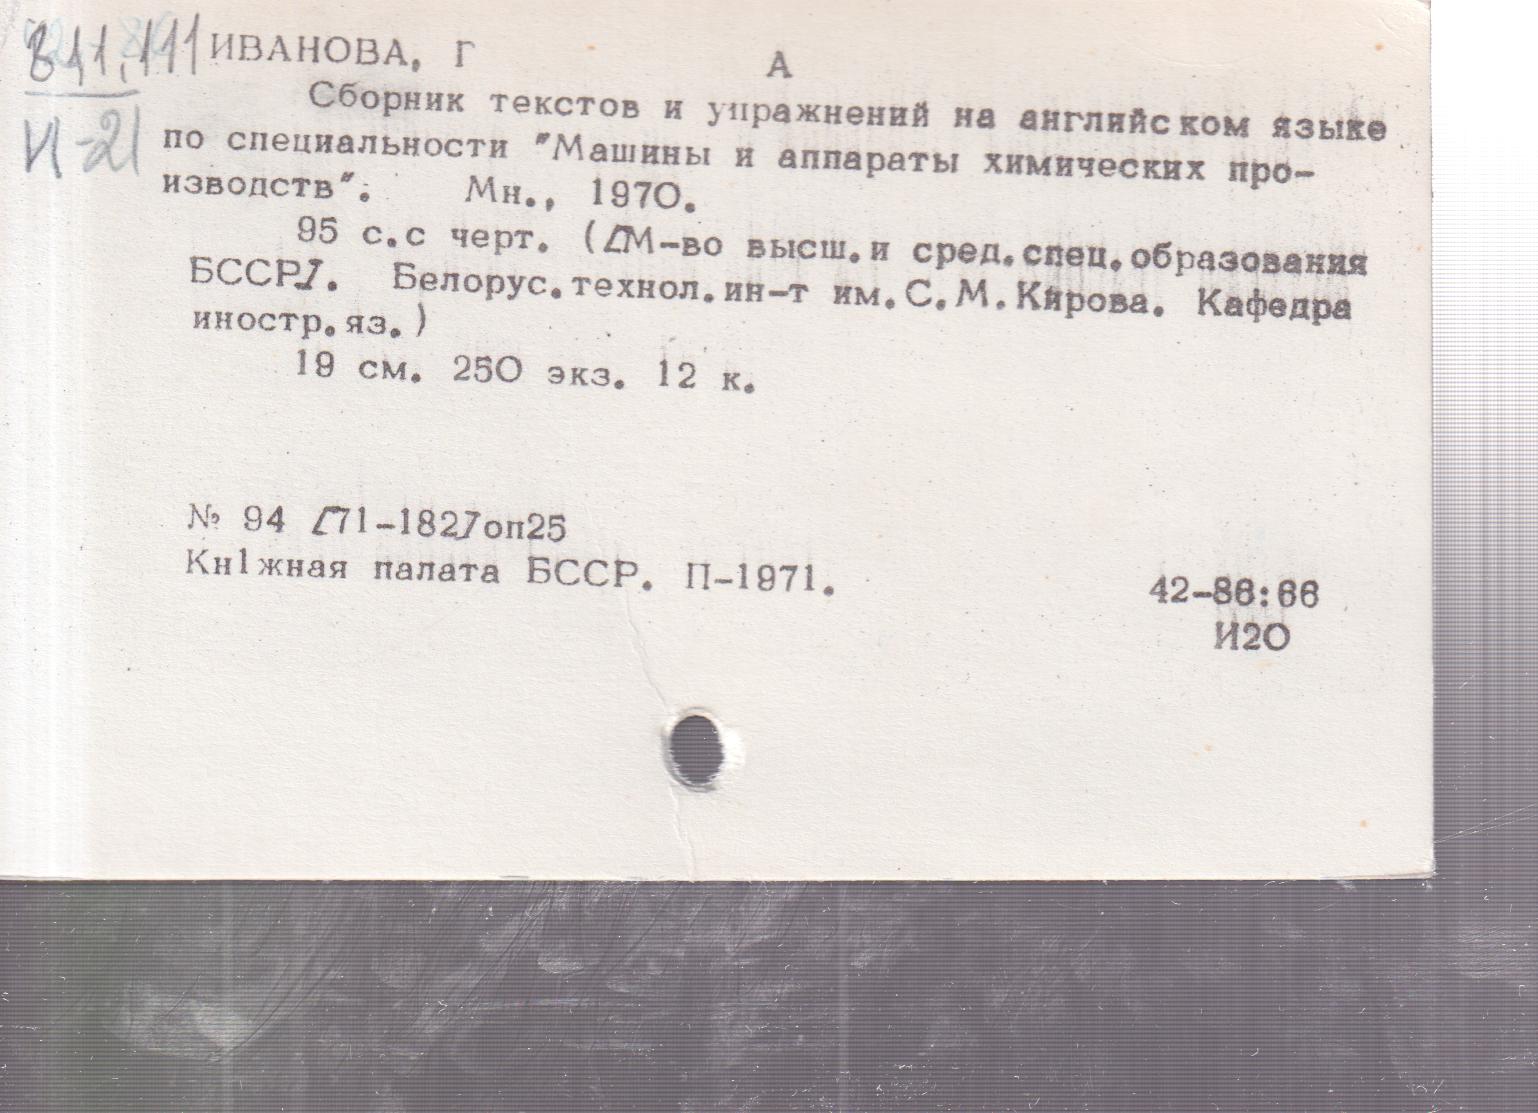 811.111 ИВАНОВА, Г А
И-21
Сборник текстов и упражнений на английском языке
по специальности "Машины и аппараты химических про-
изводств". Мн., 1970.
95 с.с черт. ([М-во высш.и сред.спец.образования
БССР]. Белорус.технол.ин-т им.С.М.Кирова. Кафедра
иностр.яз.)
19 см. 250 экз. 12 к.
№ 94 [71-182]оп25
Кн1жная палата БССР. П-1971.
42-86:66
И20